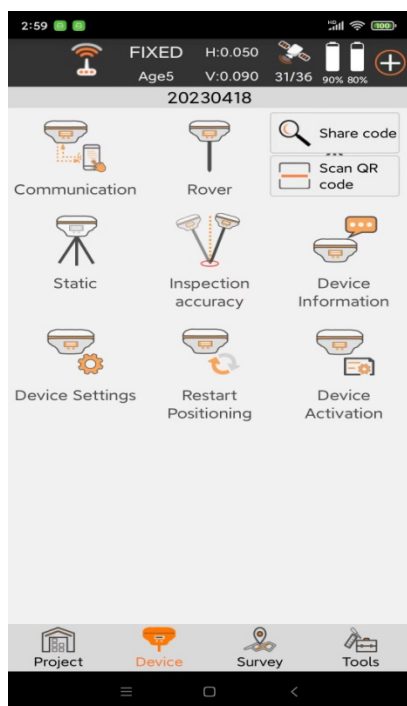 2:59
100
FIXED H:0.050
Age5 V:0.090 31/36 90% 80%
20230418
Share code
Scan QR
code
Communication Rover
Static Inspection
accuracy Device
Information
Device Settings Restart
Positioning Device
Activation
Project Device Survey Tools